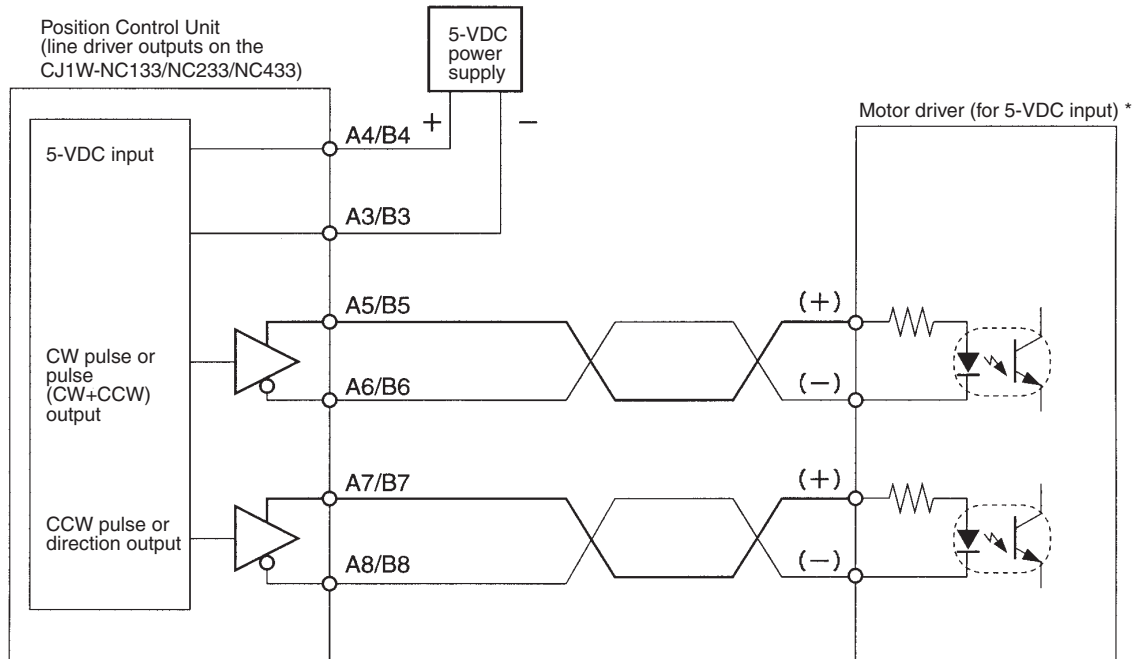 Position Control Unit
(line driver outputs on the
CJ1W-NC133/NC233/NC433)
5-VDC
power
supply
+
−
A4/B4
5-VDC input
A3/B3
Motor driver (for 5-VDC input) *
A5/B5
(+)
CW pulse or
pulse
(CW+CCW)
output
A6/B6
(−)
A7/B7
(+)
CCW pulse or
direction output
A8/B8
(−)